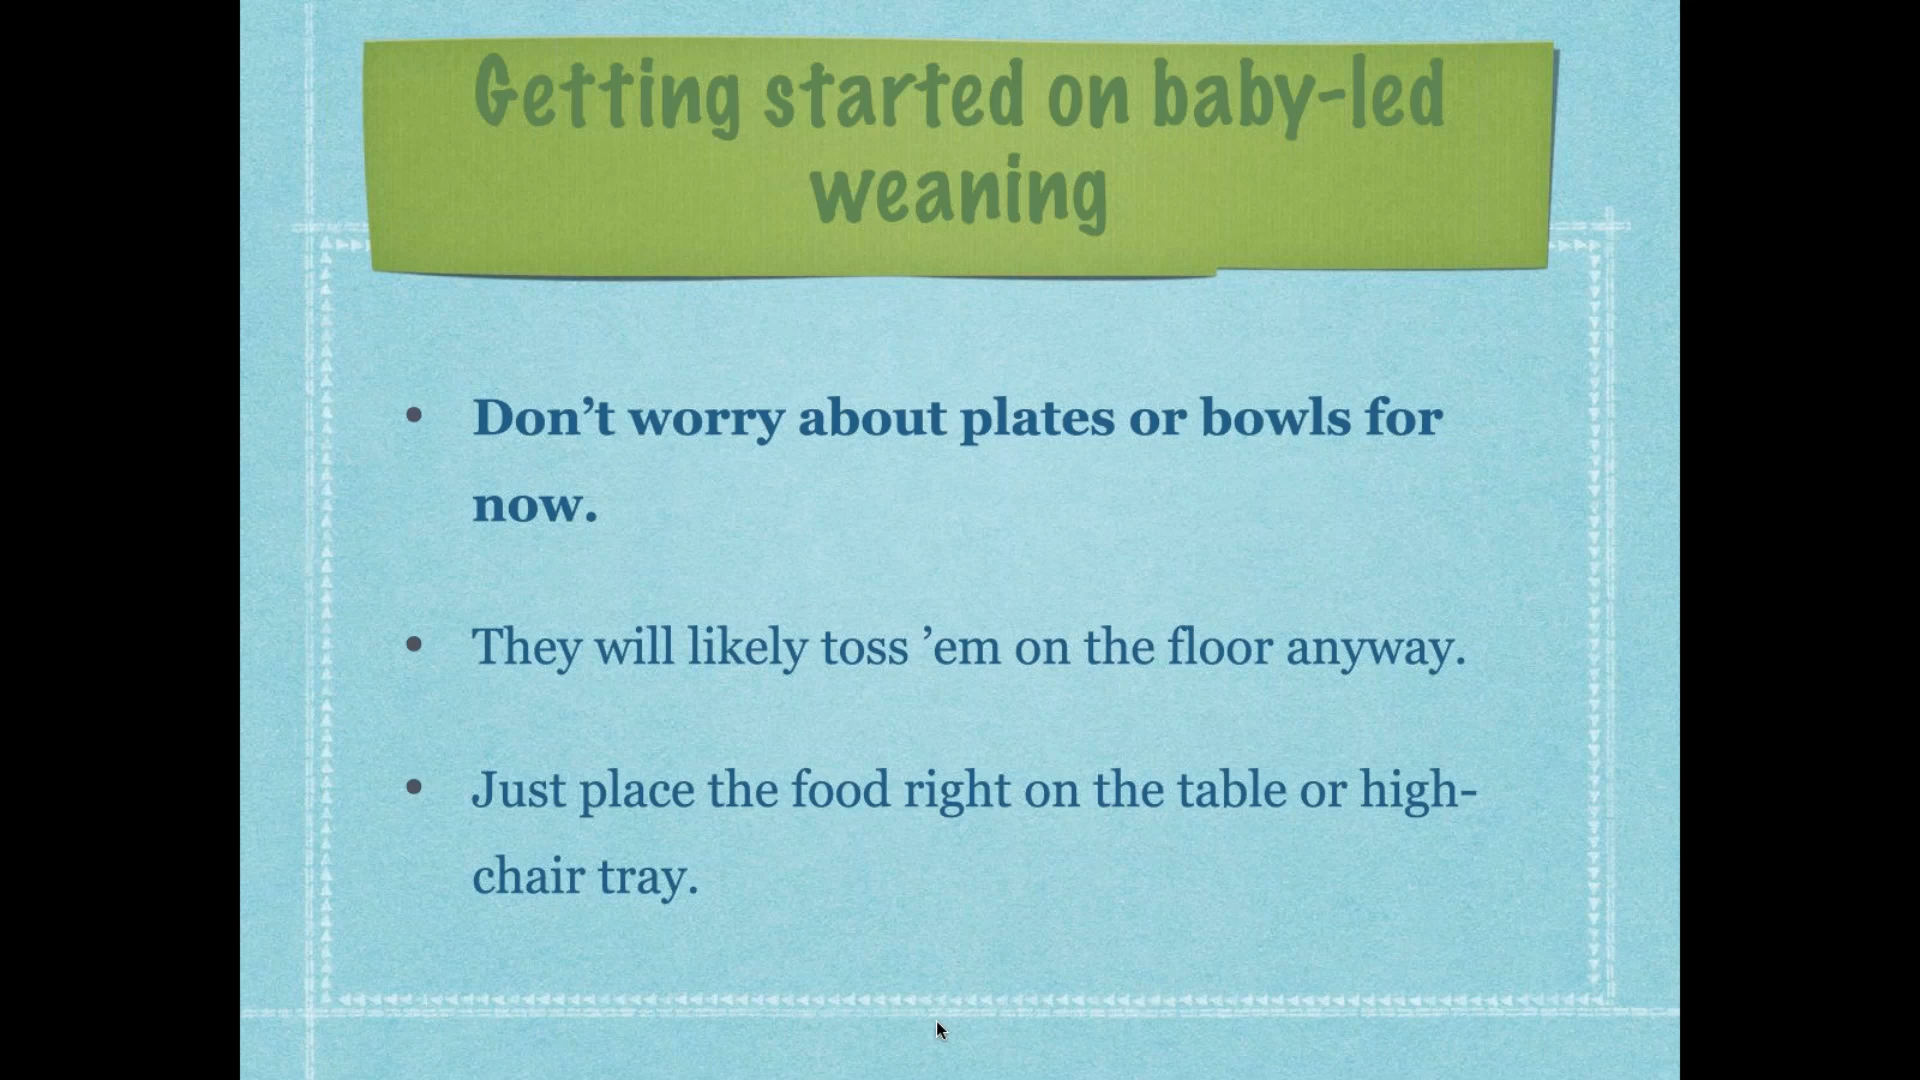 Getting started on baby-led
weaning
• Don’t worry about plates or bowls for
now.
• They will likely toss ’em on the floor anyway.
• Just place the food right on the table or high-
chair tray.